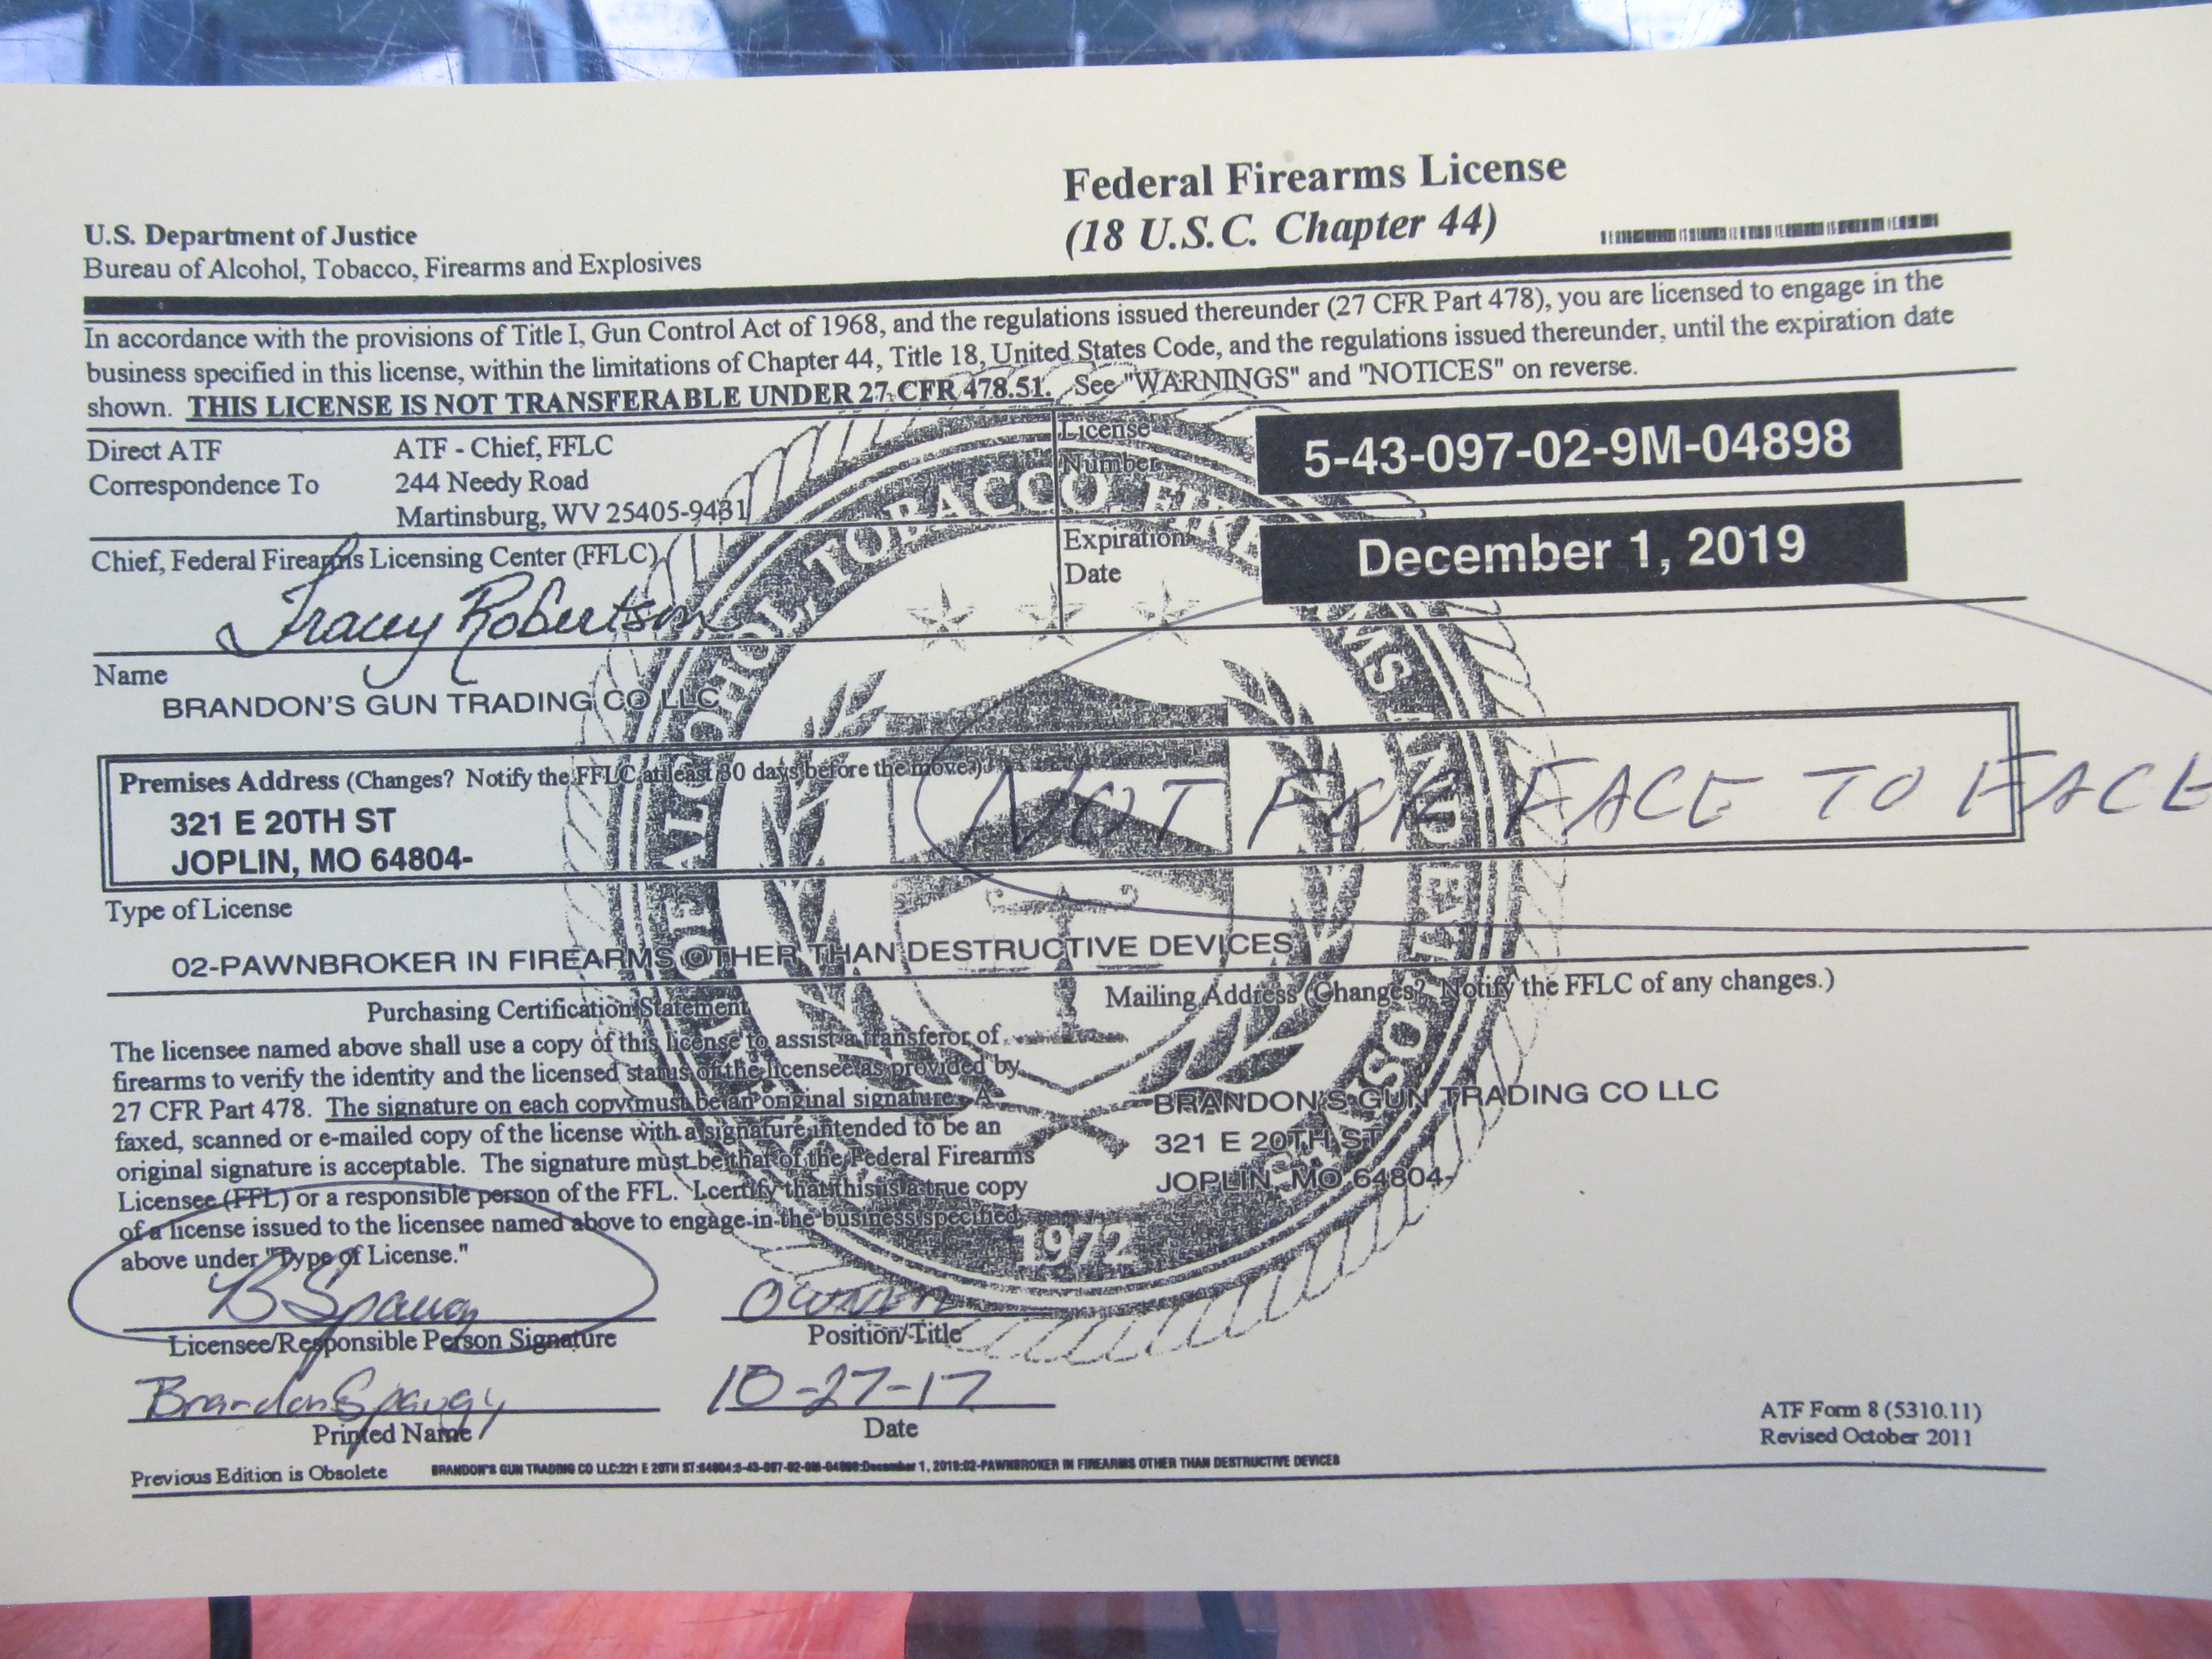 Federal Firearms License
(18 U.S.C. Chapter 44)
U.S. Department of Justice
Bureau of Alcohol, Tobacco, Firearms and Explosives
In accordance with the provisions of Title I, Gun Control Act of 1968, and the regulations issued thereunder (27 CFR Part 478), you are licensed to engage in the
business specified in this license, within the limitations of Chapter 44, Title 18, United States Code, and the regulations issued thereunder, until the expiration date
shown. THIS LICENSE IS NOT TRANSFERABLE UNDER 27 CFR 478.51. See "WARNINGS" and "NOTICES" on reverse.
Direct ATF
Correspondence To
ATF - Chief, FFLC
244 Needy Road
Martinsburg, WV 25405-9431
License
Number
5-43-097-02-9M-04898
Chief, Federal Firearms Licensing Center (FFLC)
Tracey Robertson
Expiration
Date
December 1, 2019
Name
BRANDON'S GUN TRADING CO LLC
Premises Address (Changes? Notify the FFLC at least 30 days before the move.)
321 E 20TH ST
JOPLIN, MO 64804-
NOT FOR FACE TO FACE
Type of License
02-PAWNBROKER IN FIREARMS OTHER THAN DESTRUCTIVE DEVICES
Purchasing Certification Statement
The licensee named above shall use a copy of this license to assist a transferor of
firearms to verify the identity and the licensed status of the licensee as provided by
27 CFR Part 478. The signature on each copy must be an original signature. A
faxed, scanned or e-mailed copy of the license with a signature intended to be an
original signature is acceptable. The signature must be that of the Federal Firearms
Licensee (FFL) or a responsible person of the FFL. I certify that this is a true copy
of a license issued to the licensee named above to engage in the business specified
above under "Type of License."
Mailing Address (Changes? Notify the FFLC of any changes.)
BRANDON'S GUN TRADING CO LLC
321 E 20TH ST
JOPLIN, MO 64804-
1972
B Spaugy
Licensee/Responsible Person Signature
OWNER
Position/Title
Brandon Spaugy
Printed Name
10-27-17
Date
ATF Form 8 (5310.11)
Revised October 2011
Previous Edition is Obsolete
BRANDON'S GUN TRADING CO LLC:221 E 20TH ST:64804:5-43-097-02-9M-04898:December 1, 2019:02-PAWNBROKER IN FIREARMS OTHER THAN DESTRUCTIVE DEVICES